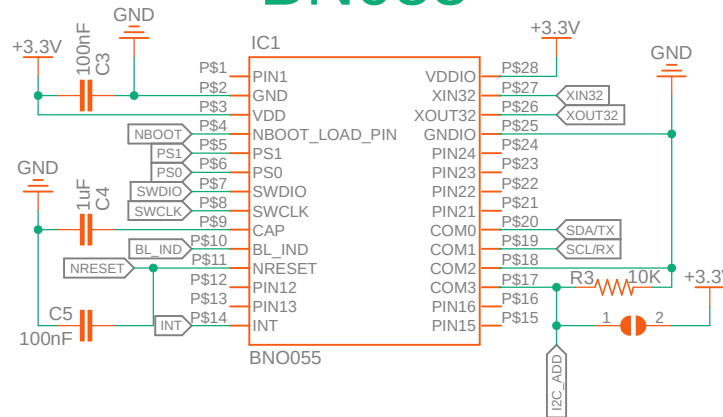 BNO055
GND
+3.3V
100nF
C3
IC1
+3.3V
GND
P$1
PIN1
P$2
GND
P$3
VDD
NBOOT
P$4
NBOOT_LOAD_PIN
PS1
P$5
PS1
PS0
P$6
PS0
SWDIO
P$7
SWDIO
SWCLK
P$8
SWCLK
GND
1uF
C4
P$9
CAP
BL_IND
P$10
BL_IND
NRESET
P$11
NRESET
P$12
PIN12
P$13
PIN13
C5
100nF
INT
P$14
INT
VDDIO
P$28
XIN32
P$27
XIN32
XOUT32
P$26
XOUT32
GNDIO
P$25
PIN24
P$24
PIN23
P$23
PIN22
P$22
PIN21
P$21
COM0
P$20
SDA/TX
COM1
P$19
SCL/RX
COM2
P$18
COM3
P$17
R3
10K
+3.3V
PIN16
P$16
PIN15
P$15
1
2
I2C_ADD
BNO055